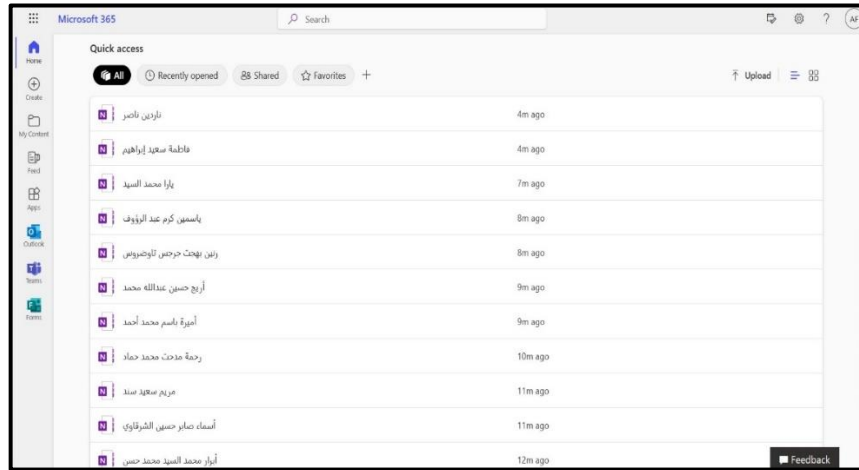 Microsoft 365
Search
AF
Home
Create
My Content
Feed
Apps
Outlook
Teams
Forms
Quick access
All Recently opened Shared Favorites
Upload
ناردين ناصر 4m ago
فاطمة سعيد إبراهيم 4m ago
يارا محمد السيد 7m ago
ياسمين كرم عبد الرؤوف 8m ago
رنين بهجت جرجس تاوضروس 8m ago
أريج حسين عبدالله محمد 9m ago
أميرة باسم محمد أحمد 9m ago
رحمة مدحت محمد حماد 10m ago
مريم سعيد سند 11m ago
أسماء صابر حسين الشرقاوي 11m ago
أبرار محمد السيد محمد حسن 12m ago
Feedback